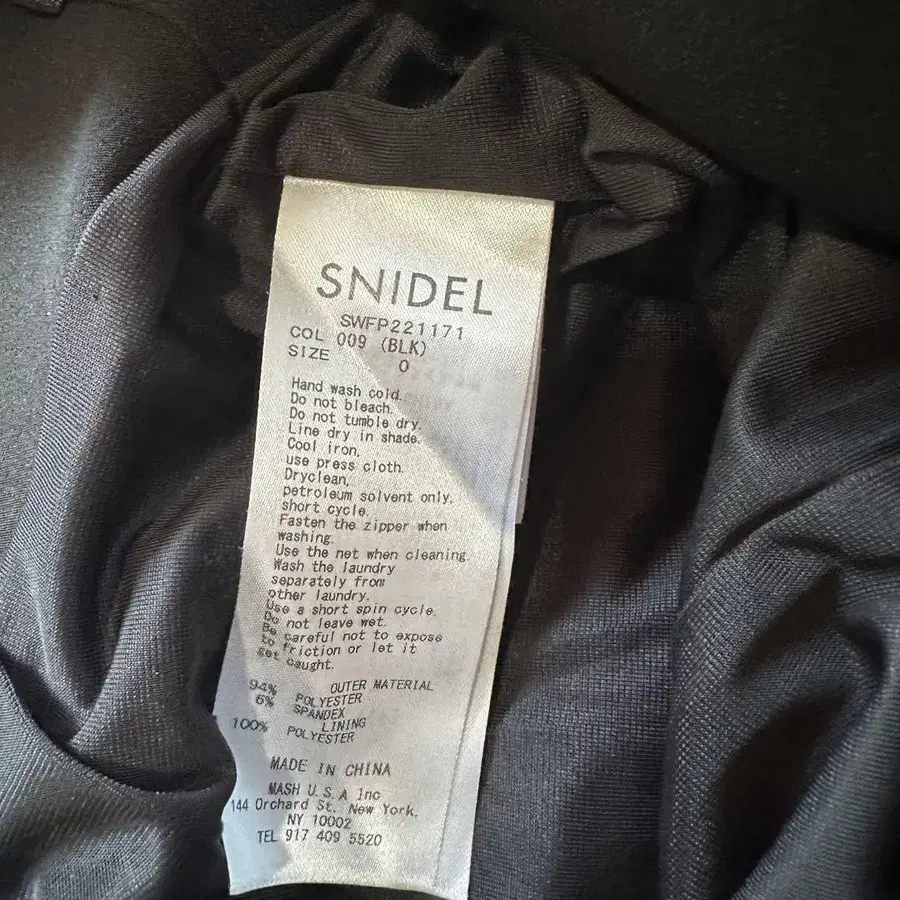 SNIDEL
SWFP221171
COL 009 (BLK)
SIZE 0
Hand wash cold.
Do not bleach.
Do not tumble dry.
Line dry in shade.
Cool iron,
use press cloth.
Dryclean,
petroleum solvent only,
short cycle.
Fasten the zipper when
washing.
Use the net when cleaning.
Wash the laundry
separately from
other laundry.
Use a short spin cycle.
Do not leave wet.
Be careful not to expose
to friction or let it
get caught.
OUTER MATERIAL
94% POLYESTER
6% SPANDEX
LINING
100% POLYESTER
MADE IN CHINA
MASH U.S.A Inc
144 Orchard St. New York,
NY 10002
TEL 917 409 5520